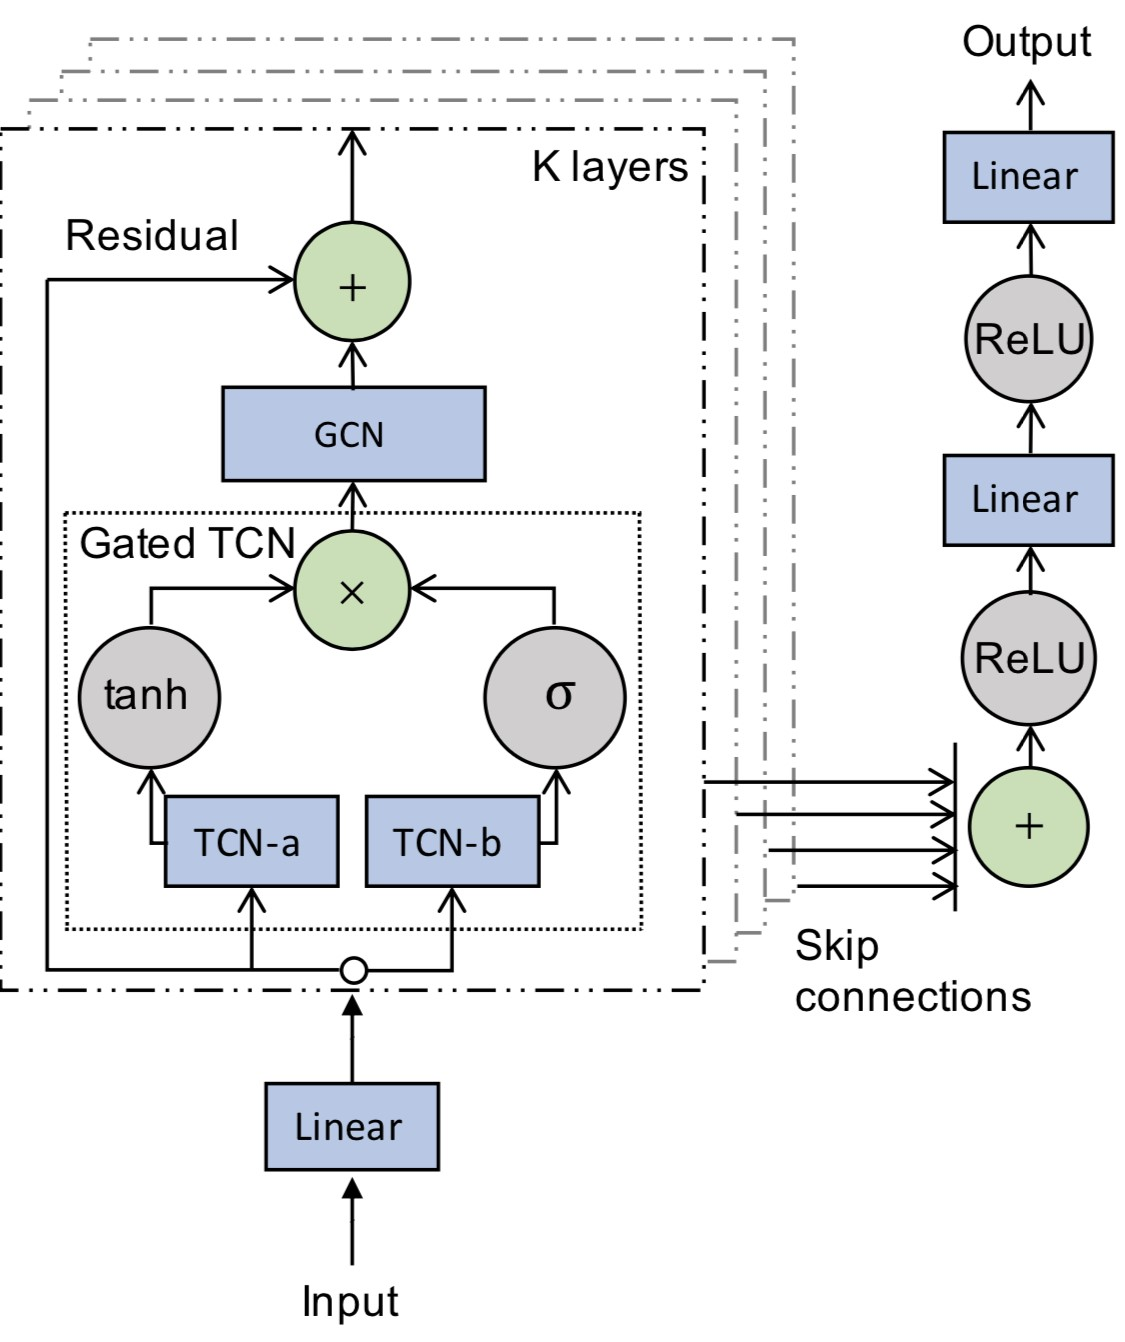 Output
Linear
K layers
Residual
+
ReLU
GCN
Linear
Gated TCN
×
tanh
σ
ReLU
TCN-a
TCN-b
+
Skip
connections
Linear
Input